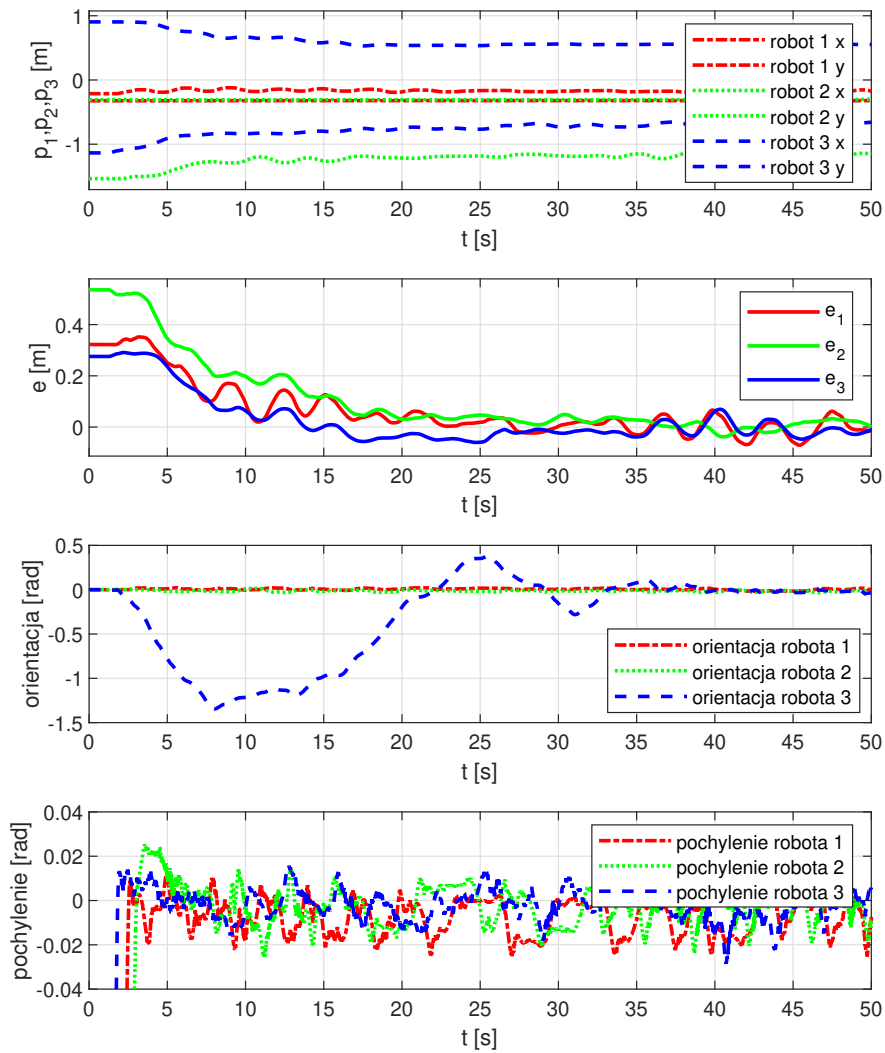 1
0
-1
p1,p2,p3 [m]
robot 1 x
robot 1 y
robot 2 x
robot 2 y
robot 3 x
robot 3 y
0 5 10 15 20 25 30 35 40 45 50
t [s]
0.4
0.2
0
e [m]
e1
e2
e3
0 5 10 15 20 25 30 35 40 45 50
t [s]
0.5
0
-0.5
-1
-1.5
orientacja [rad]
orientacja robota 1
orientacja robota 2
orientacja robota 3
0 5 10 15 20 25 30 35 40 45 50
t [s]
0.04
0.02
0
-0.02
-0.04
pochylenie [rad]
pochylenie robota 1
pochylenie robota 2
pochylenie robota 3
0 5 10 15 20 25 30 35 40 45 50
t [s]